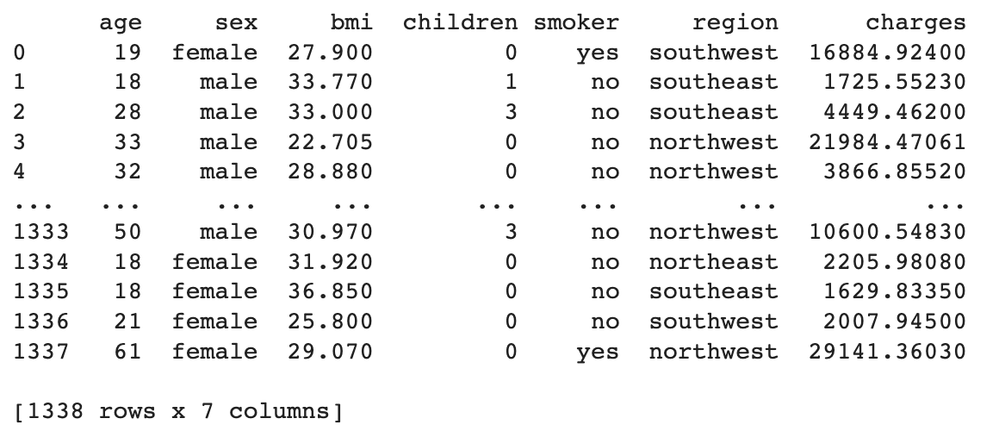 age sex bmi children smoker region charges
0 19 female 27.900 0 yes southwest 16884.92400
1 18 male 33.770 1 no southeast 1725.55230
2 28 male 33.000 3 no southeast 4449.46200
3 33 male 22.705 0 no northwest 21984.47061
4 32 male 28.880 0 no northwest 3866.85520
... ... ... ... ... ... ... ...
1333 50 male 30.970 3 no northwest 10600.54830
1334 18 female 31.920 0 no northeast 2205.98080
1335 18 female 36.850 0 no southeast 1629.83350
1336 21 female 25.800 0 no southwest 2007.94500
1337 61 female 29.070 0 yes northwest 29141.36030
[1338 rows x 7 columns]